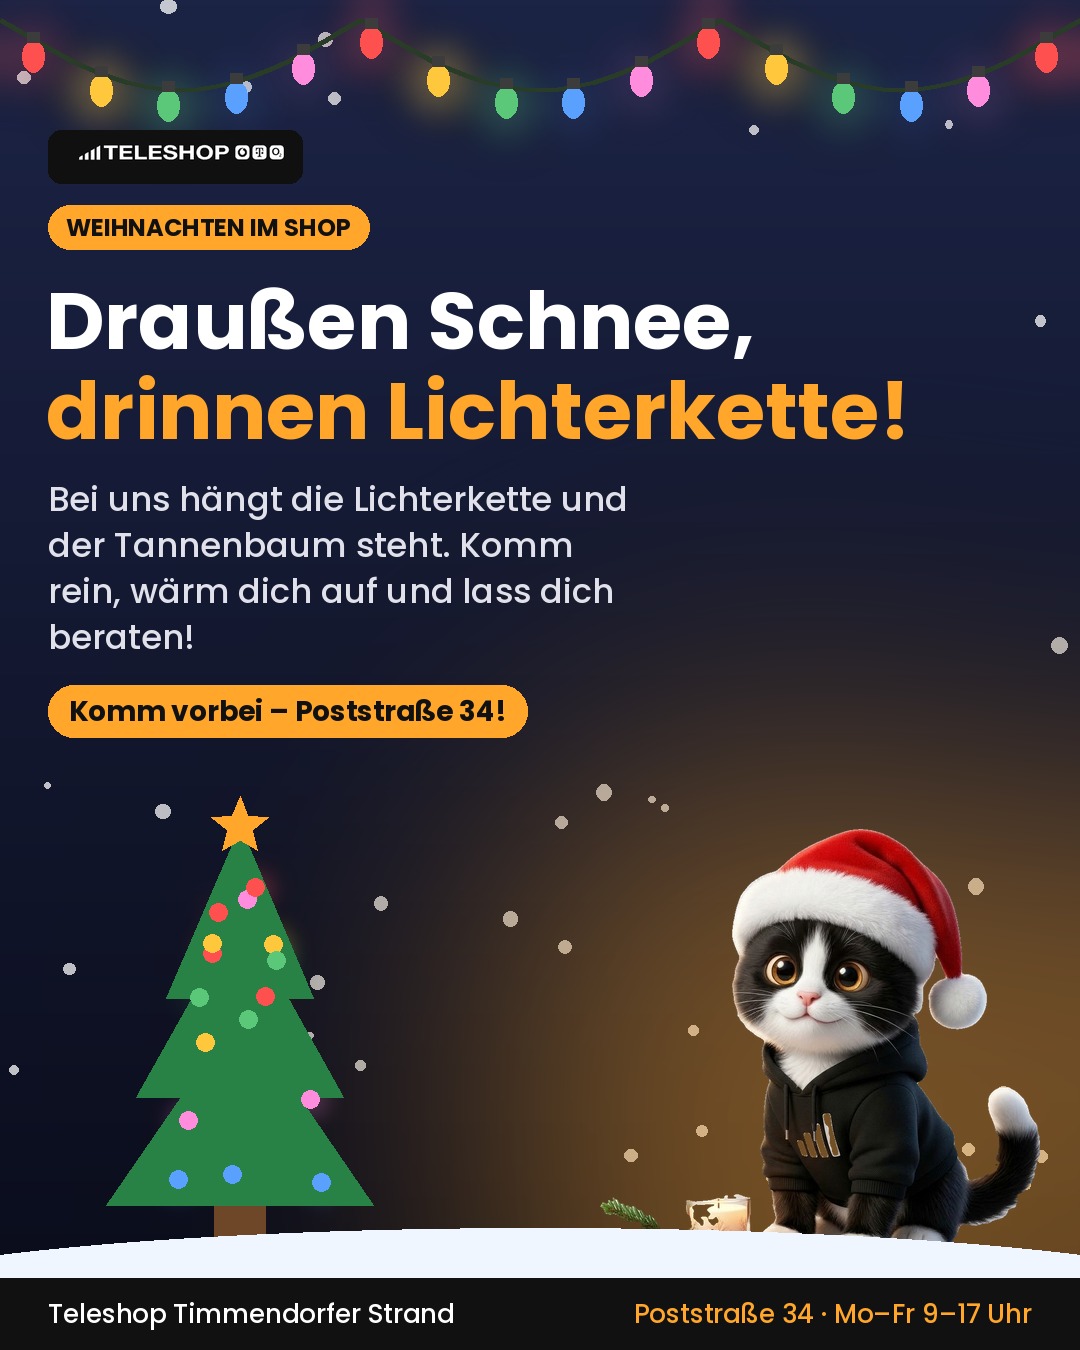 TELESHOP
WEIHNACHTEN IM SHOP
Draußen Schnee,
drinnen Lichterkette!
Bei uns hängt die Lichterkette und
der Tannenbaum steht. Komm
rein, wärm dich auf und lass dich
beraten!
Komm vorbei – Poststraße 34!
Teleshop Timmendorfer Strand
Poststraße 34 · Mo–Fr 9–17 Uhr